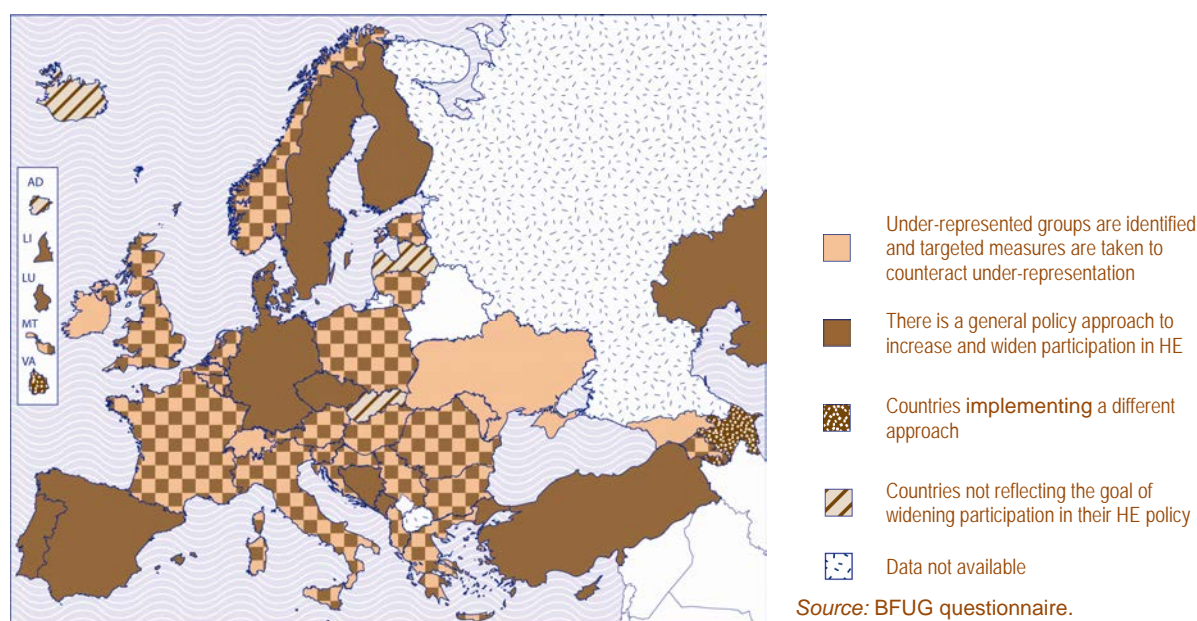 AD
LI
LU
MT
VA
Under-represented groups are identified
and targeted measures are taken to
counteract under-representation
There is a general policy approach to
increase and widen participation in HE
Countries implementing a different
approach
Countries not reflecting the goal of
widening participation in their HE policy
Data not available
Source: BFUG questionnaire.